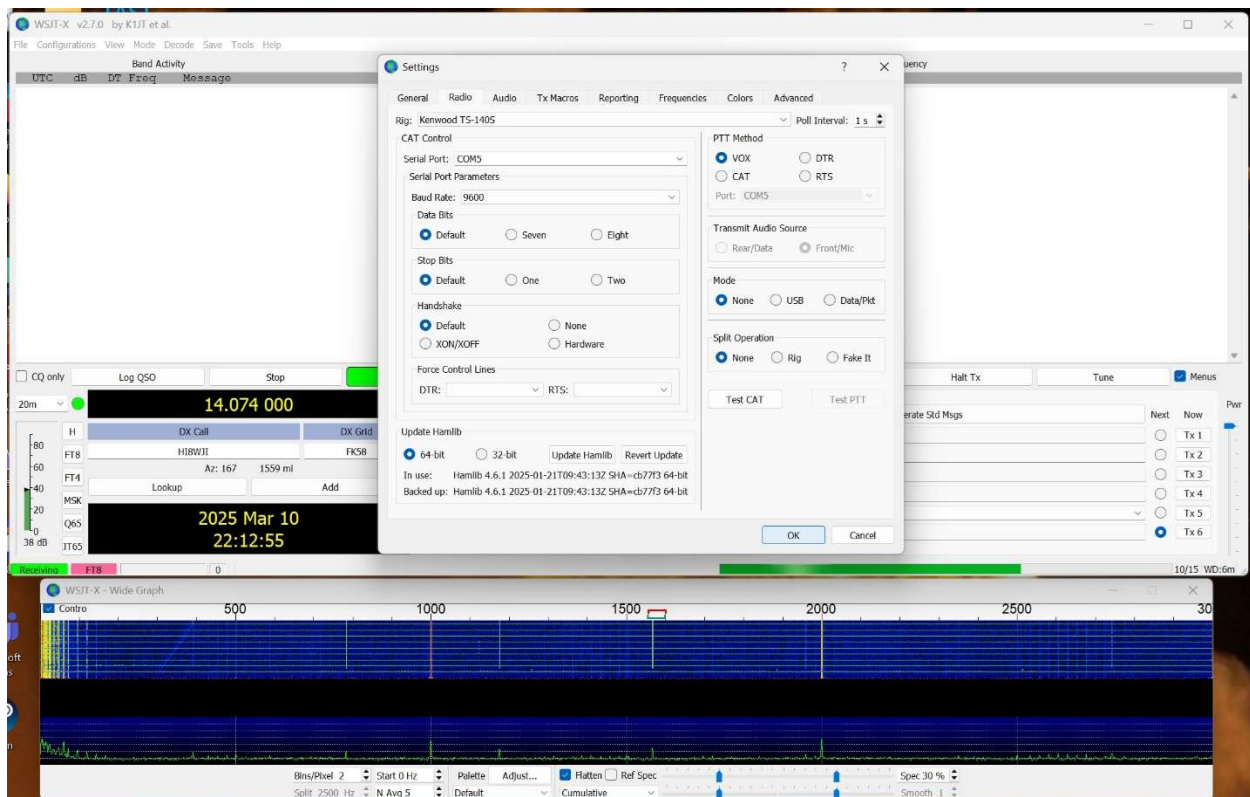 WSJT-X v2.7.0 by K1JT et al.
File Configurations View Mode Decode Save Tools Help
Band Activity
UTC dB DT Freq Message
Settings
General Radio Audio Tx Macros Reporting Frequencies Colors Advanced
Rig: Kenwood TS-140S
Poll Interval: 1 s
CAT Control
Serial Port: COM5
Serial Port Parameters
Baud Rate: 9600
Data Bits
Default Seven Eight
Stop Bits
Default One Two
Handshake
Default None
XON/XOFF Hardware
Force Control Lines
DTR: RTS:
Update Hamlib
64-bit 32-bit Update Hamlib Revert Update
In use: Hamlib 4.6.1 2025-01-21T09:43:13Z SHA=cb77f3 64-bit
Backed up: Hamlib 4.6.1 2025-01-21T09:43:13Z SHA=cb77f3 64-bit
PTT Method
VOX DTR
CAT RTS
Port: COM5
Transmit Audio Source
Rear/Data Front/Mic
Mode
None USB Data/Pkt
Split Operation
None Rig Fake It
Test CAT Test PTT
OK Cancel
CQ only Log QSO Stop
Halt Tx Tune Menus
20m 14.074 000
H DX Call DX Grid
FT8 HI8WJI FK58
Az: 167 1559 mi
FT4
Lookup Add
MSK
Q65
JT65
2025 Mar 10
22:12:55
80
60
40
20
0
38 dB
erate Std Msgs Next Now Pwr
Tx 1
Tx 2
Tx 3
Tx 4
Tx 5
Tx 6
Receiving FT8 0
10/15 WD:6m
WSJT-X - Wide Graph
Contro 500 1000 1500 2000 2500 30
Bins/Pixel 2 Start 0 Hz Palette Adjust... Flatten Ref Spec Spec 30 %
Split 2500 Hz N Avg 5 Default Cumulative Smooth 1